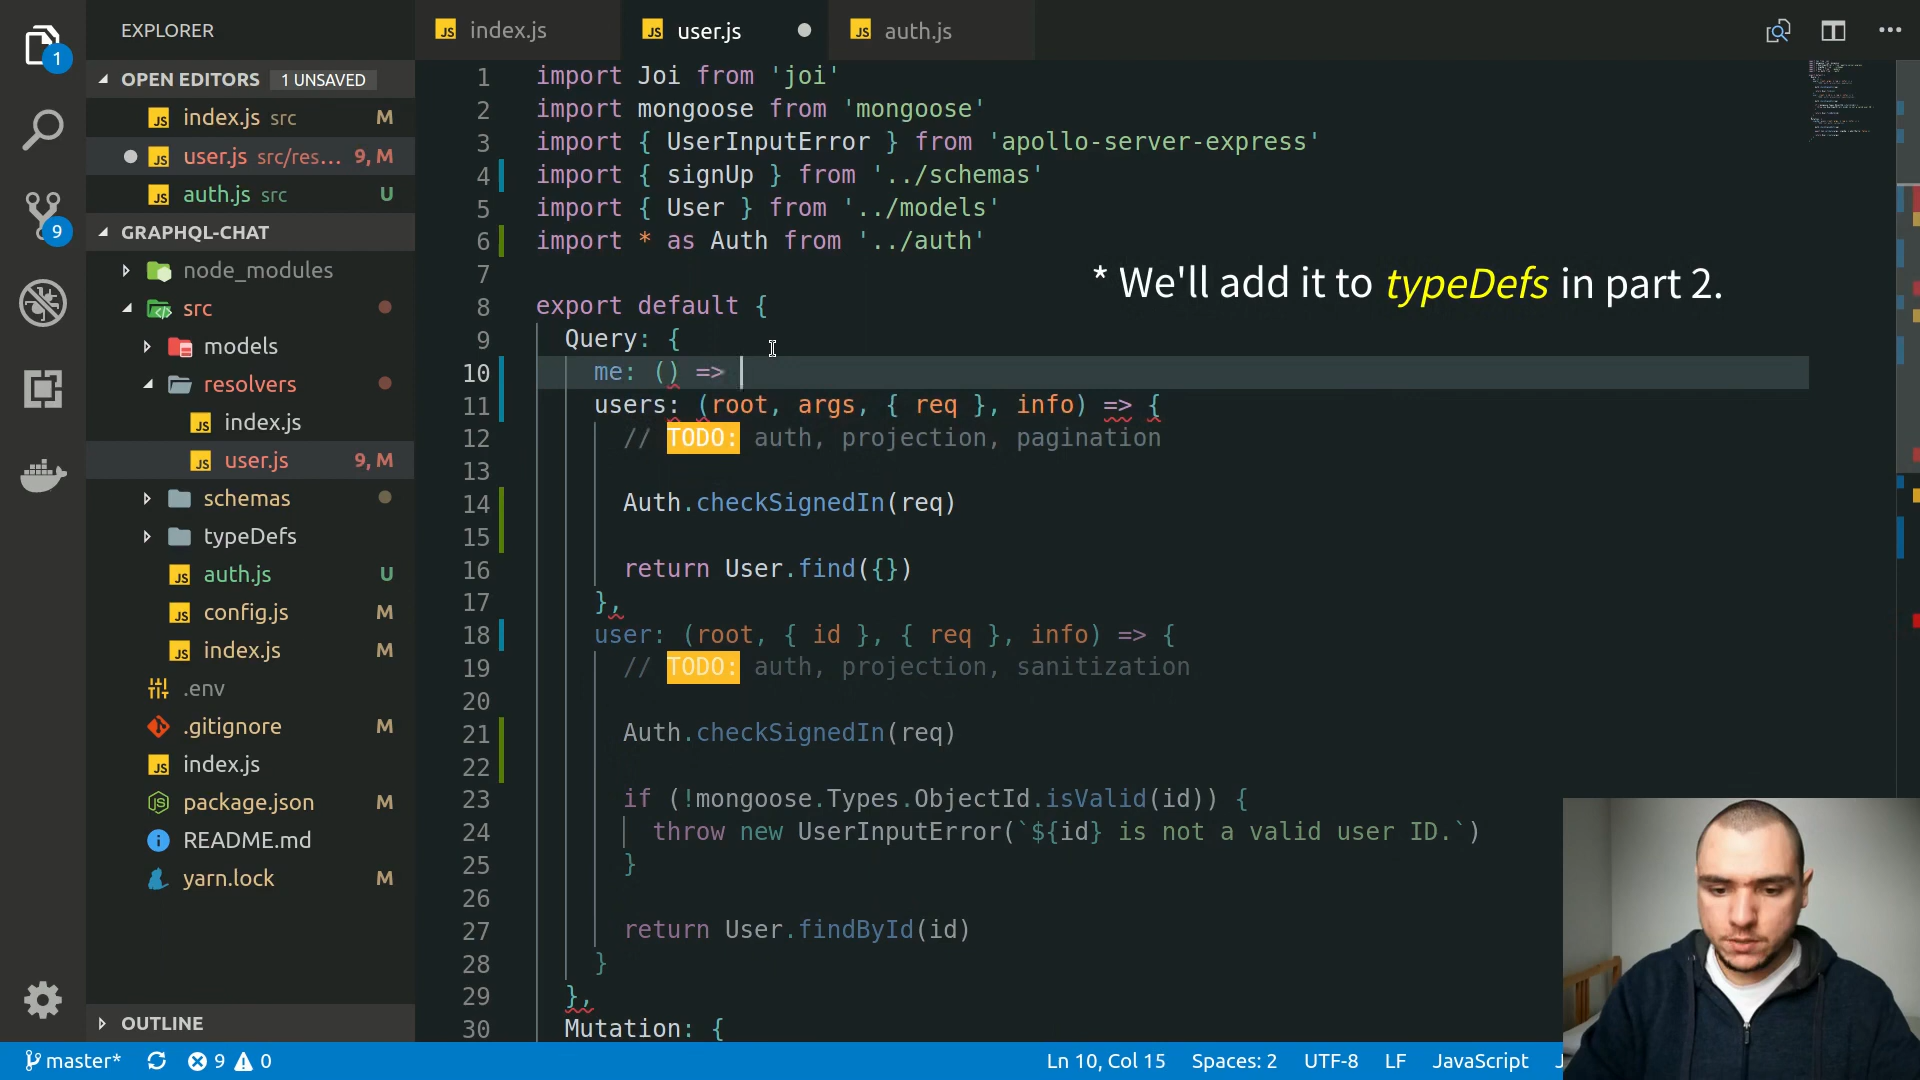 EXPLORER
OPEN EDITORS 1 UNSAVED
index.js src M
user.js src/res... 9, M
auth.js src U
GRAPHQL-CHAT
node_modules
src
models
resolvers
index.js
user.js 9, M
schemas
typeDefs
auth.js U
config.js M
index.js M
.env
.gitignore M
index.js
package.json M
README.md
yarn.lock M
OUTLINE
1
9
index.js user.js auth.js
1 import Joi from 'joi'
2 import mongoose from 'mongoose'
3 import { UserInputError } from 'apollo-server-express'
4 import { signUp } from '../schemas'
5 import { User } from '../models'
6 import * as Auth from '../auth'
7
* We'll add it to typeDefs in part 2.
8 export default {
9 Query: {
10 me: () =>
11 users: (root, args, { req }, info) => {
12 // TODO: auth, projection, pagination
13
14 Auth.checkSignedIn(req)
15
16 return User.find({})
17 },
18 user: (root, { id }, { req }, info) => {
19 // TODO: auth, projection, sanitization
20
21 Auth.checkSignedIn(req)
22
23 if (!mongoose.Types.ObjectId.isValid(id)) {
24 throw new UserInputError(`${id} is not a valid user ID.`)
25 }
26
27 return User.findById(id)
28 }
29 },
30 Mutation: {
master* 9 0 Ln 10, Col 15 Spaces: 2 UTF-8 LF JavaScript